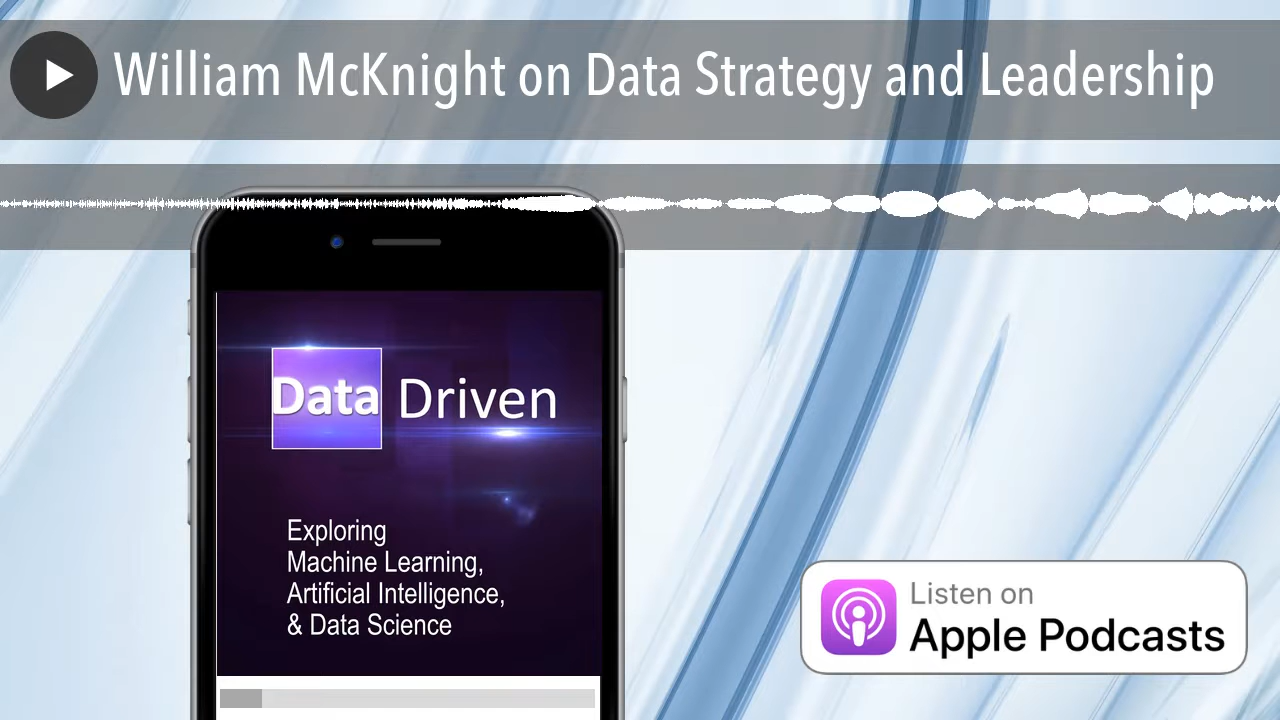 William McKnight on Data Strategy and Leadership
Data Driven
Exploring
Machine Learning,
Artificial Intelligence,
& Data Science
Listen on
Apple Podcasts